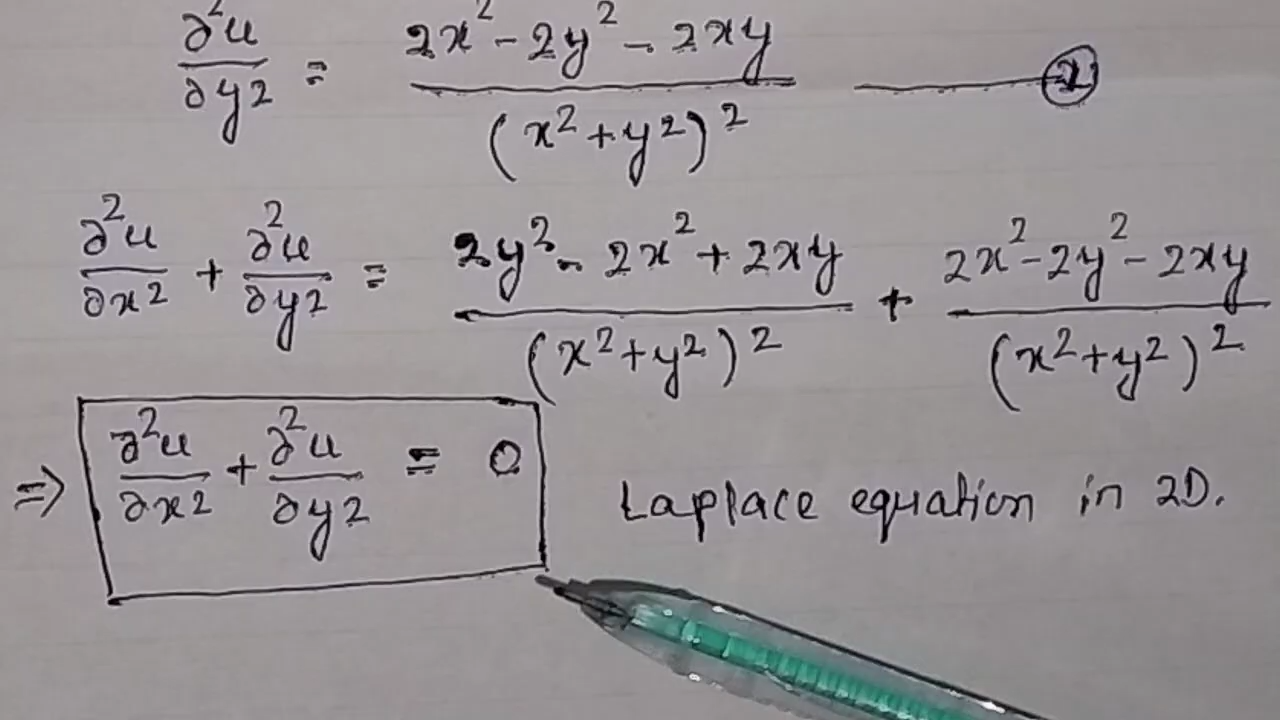 ∂²u/∂y² = (2x² - 2y² - 2xy)/(x² + y²)² ——— ②
∂²u/∂x² + ∂²u/∂y² = (2y² - 2x² + 2xy)/(x² + y²)² + (2x² - 2y² - 2xy)/(x² + y²)²
⇒ ∂²u/∂x² + ∂²u/∂y² = 0 Laplace equation in 2D.